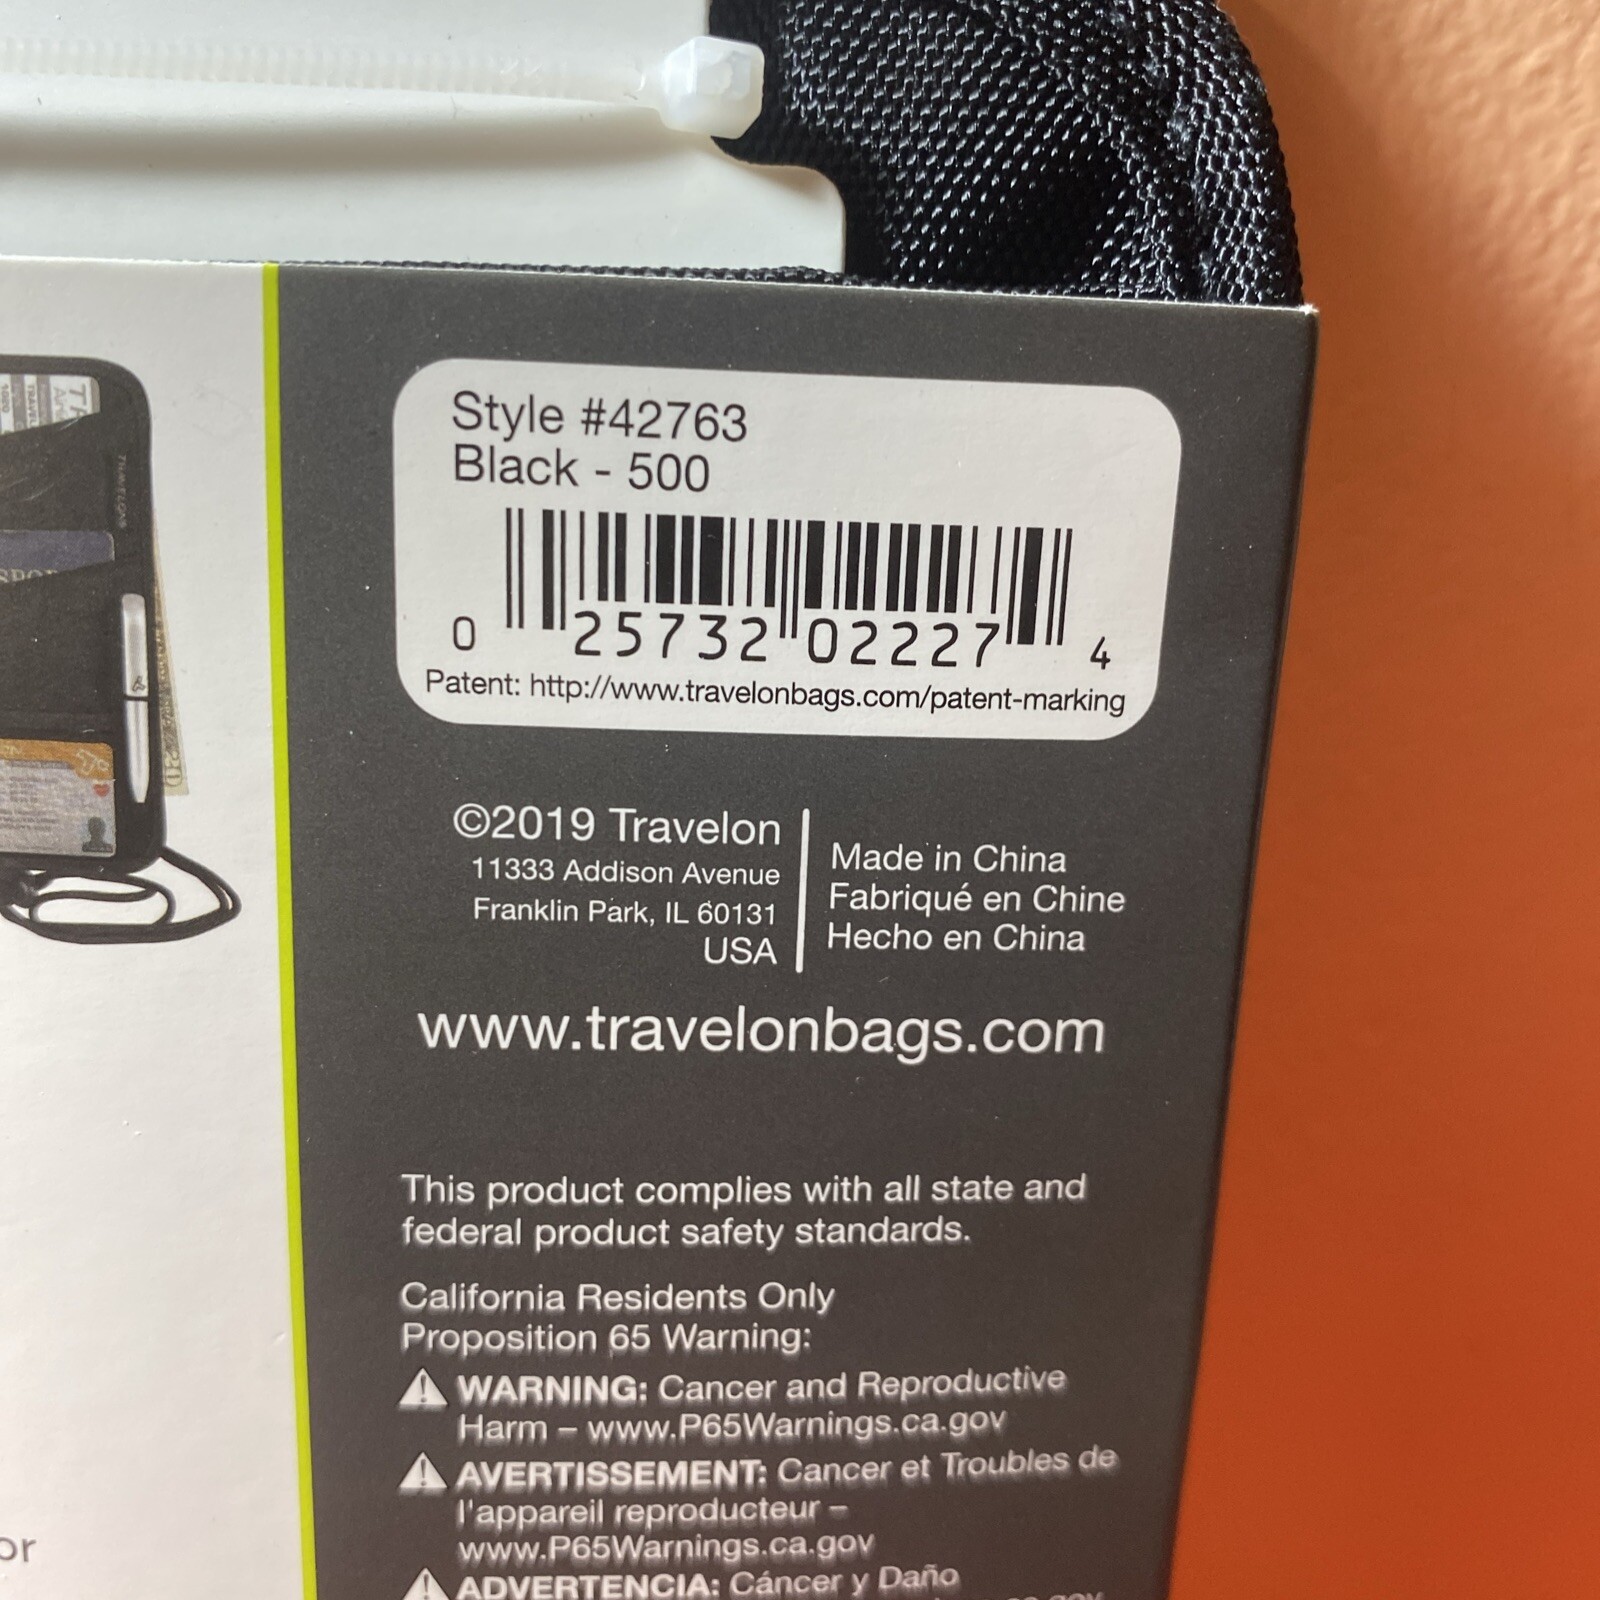 Style #42763
Black - 500
0 25732 02227 4
Patent: http://www.travelonbags.com/patent-marking
©2019 Travelon
11333 Addison Avenue
Franklin Park, IL 60131
USA
Made in China
Fabriqué en Chine
Hecho en China
www.travelonbags.com
This product complies with all state and
federal product safety standards.
California Residents Only
Proposition 65 Warning:
WARNING: Cancer and Reproductive
Harm – www.P65Warnings.ca.gov
AVERTISSEMENT: Cancer et Troubles de
l'appareil reproducteur –
www.P65Warnings.ca.gov
ADVERTENCIA: Cáncer y Daño
or